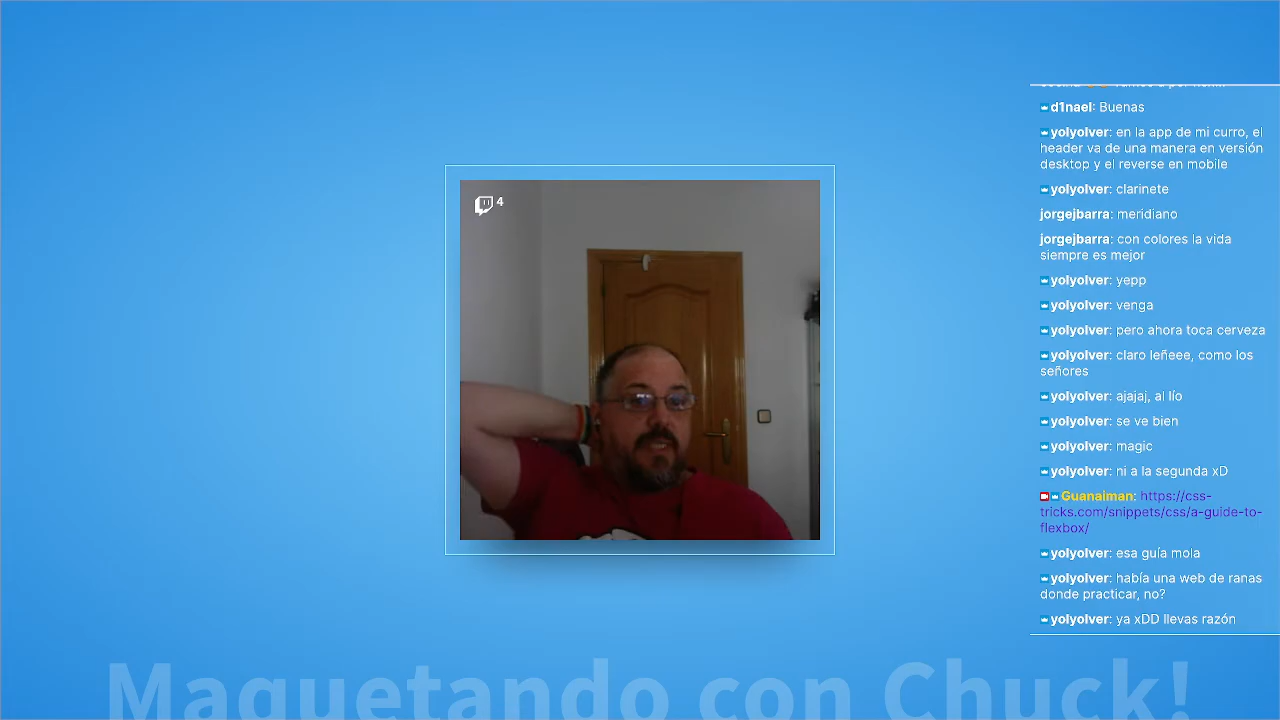 4
d1nael: Buenas
yolyolver: en la app de mi curro, el
header va de una manera en versión
desktop y el reverse en mobile
yolyolver: clarinete
jorgejbarra: meridiano
jorgejbarra: con colores la vida
siempre es mejor
yolyolver: yepp
yolyolver: venga
yolyolver: pero ahora toca cerveza
yolyolver: claro leñeee, como los
señores
yolyolver: ajajaj, al lío
yolyolver: se ve bien
yolyolver: magic
yolyolver: ni a la segunda xD
Guanaiman: https://css-
tricks.com/snippets/css/a-guide-to-
flexbox/
yolyolver: esa guía mola
yolyolver: había una web de ranas
donde practicar, no?
yolyolver: ya xDD llevas razón
Maquetando con Chuck!